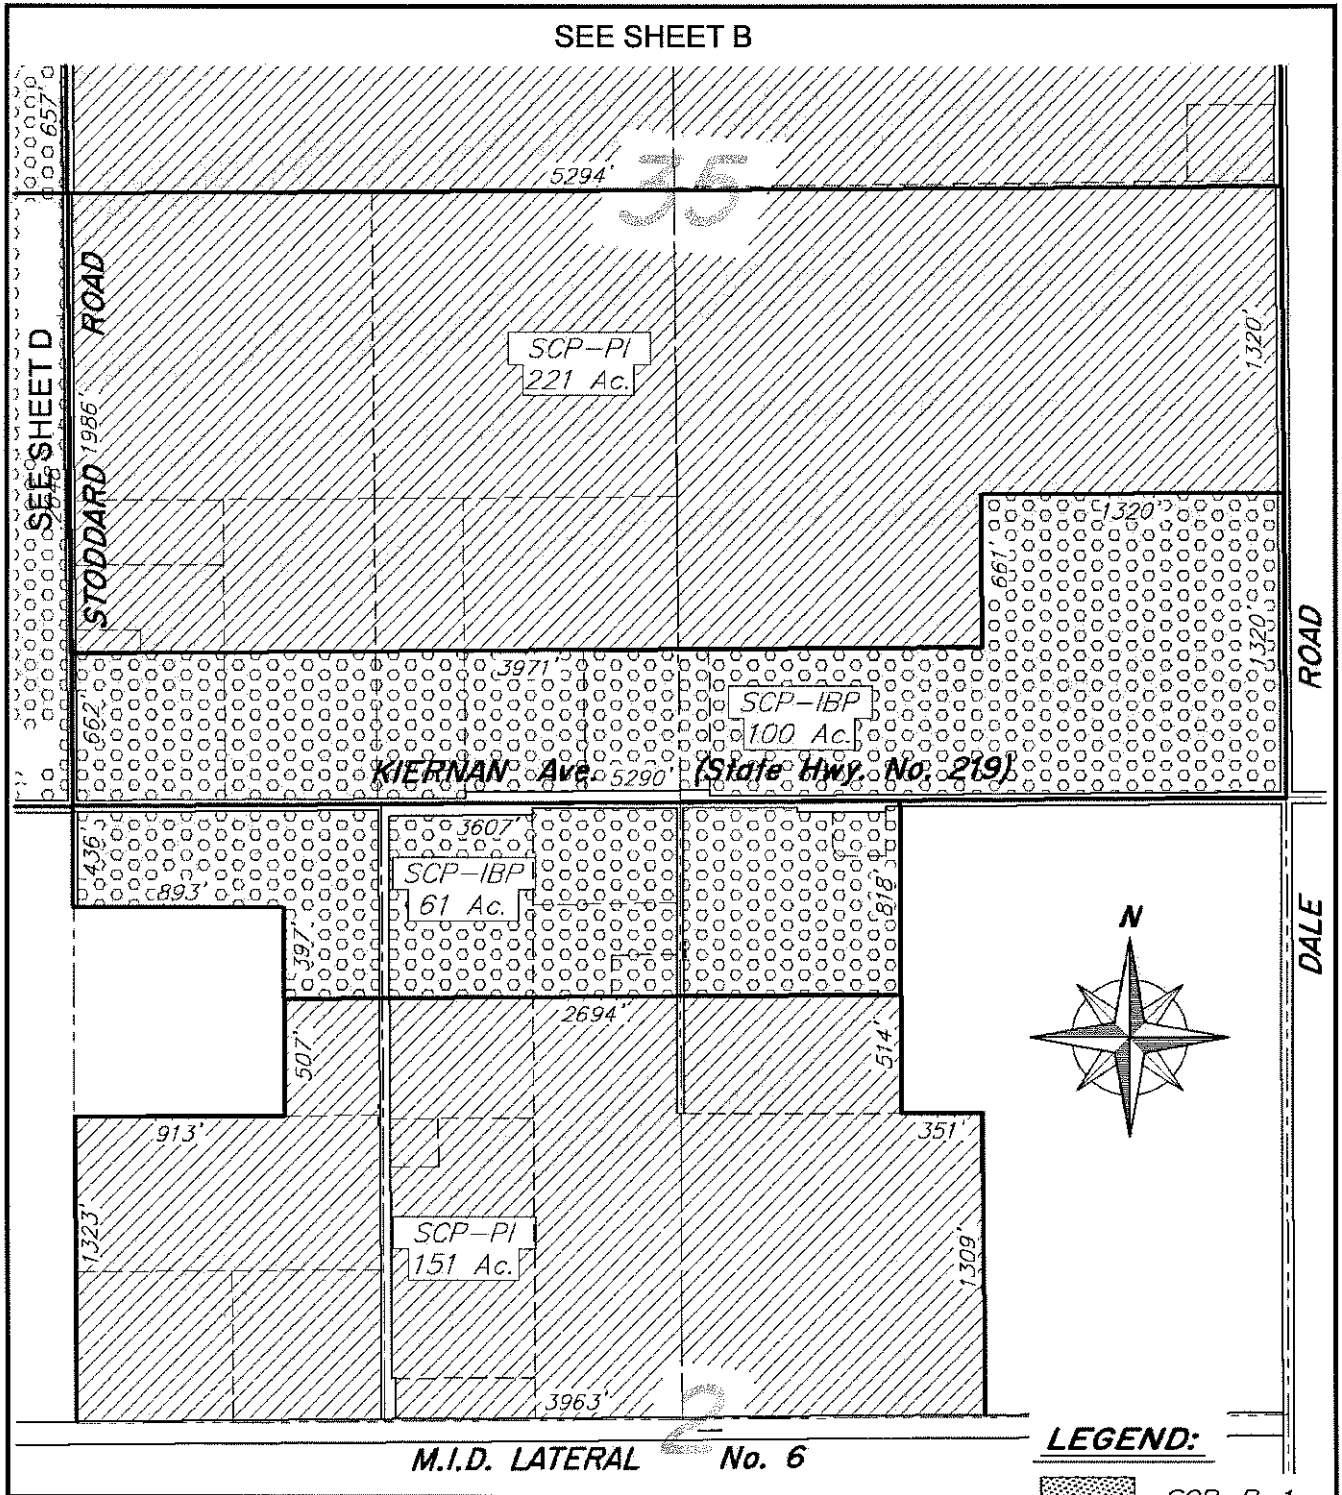 SEE SHEET B
657'
5294'
35
STODDARD ROAD
1986'
SEE SHEET D
SCP-PI
221 Ac.
1320'
1320'
661'
1320'
3971'
662'
SCP-IBP
100 Ac.
KIERNAN Ave. 5290' (State Hwy. No. 219)
DALE ROAD
436'
893'
397'
3607'
SCP-IBP
61 Ac.
818'
N
2694'
507'
514'
913'
351'
1323'
SCP-PI
151 Ac.
1309'
3963'
2
M.I.D. LATERAL No. 6
LEGEND: